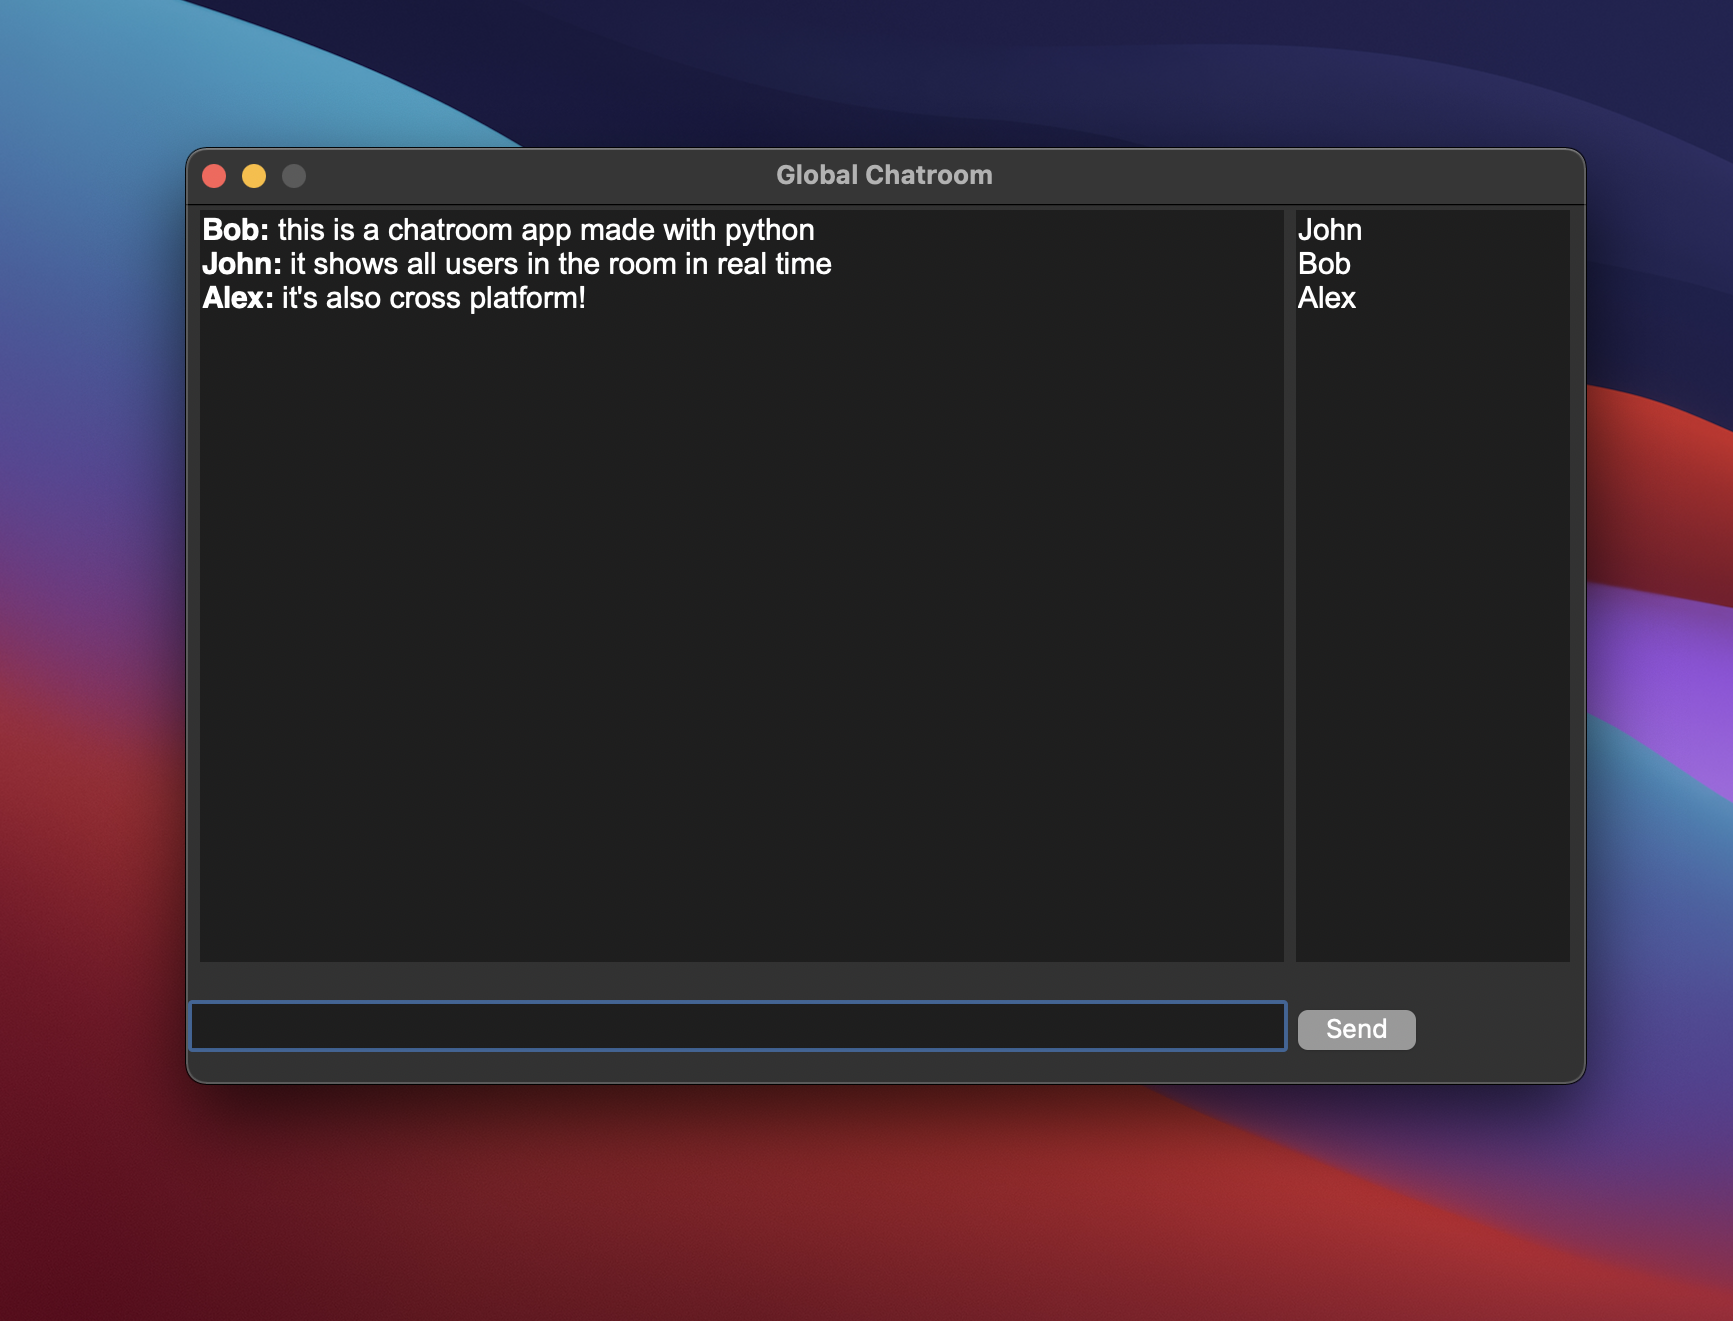 Global Chatroom
Bob: this is a chatroom app made with python
John: it shows all users in the room in real time
Alex: it's also cross platform!
John
Bob
Alex
Send